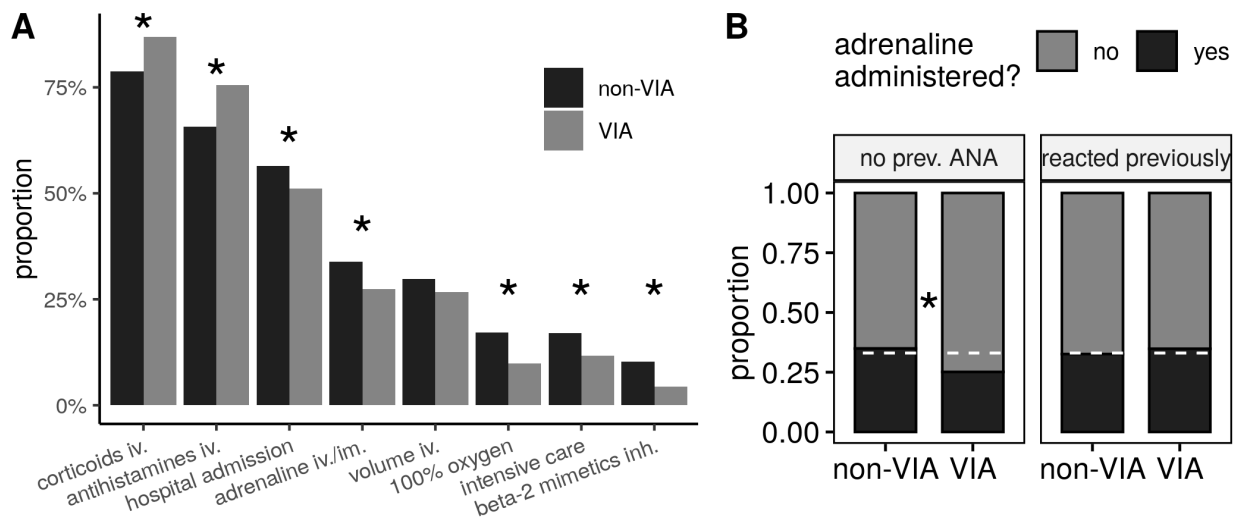 A
*
*
*
*
*
*
*
75%
50%
25%
0%
proportion
non-VIA
VIA
corticoids iv.
antihistamines iv.
hospital admission
adrenaline iv./im.
volume iv.
100% oxygen
intensive care
beta-2 mimetics inh.
B
adrenaline
administered?
no
yes
no prev. ANA
reacted previously
1.00
0.75
0.50
0.25
0.00
proportion
*
non-VIA VIA
non-VIA VIA